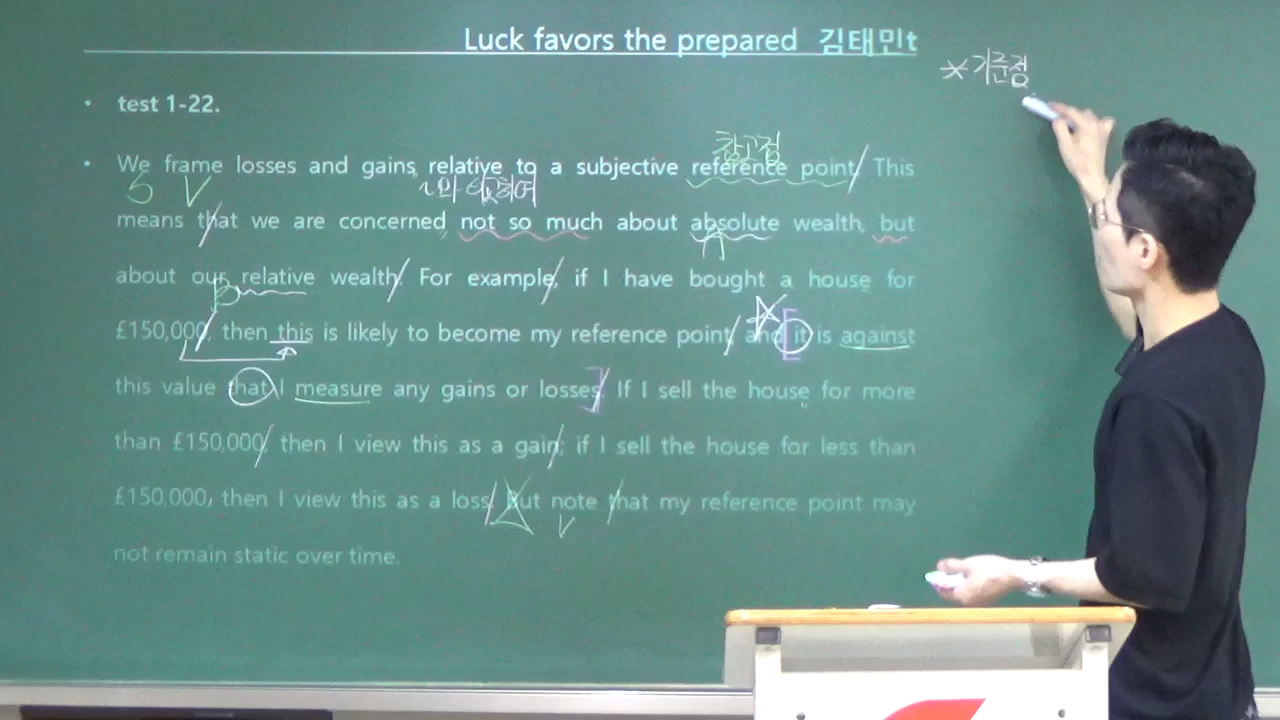 Luck favors the prepared 김태민t
* 기준점
• test 1-22.
참고점
• We frame losses and gains relative to a subjective reference point. This
S V ~와 비교하여
means that we are concerned not so much about absolute wealth, but
A
about our relative wealth. For example, if I have bought a house for
B
£150,000, then this is likely to become my reference point, and it is against
this value that I measure any gains or losses. If I sell the house for more
than £150,000, then I view this as a gain; if I sell the house for less than
£150,000, then I view this as a loss. But note that my reference point may
V
not remain static over time.